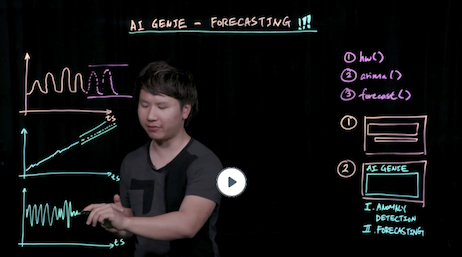 AI GENIE - FORECASTING !!!
ts
ts
ts
① hw()
② arima()
③ forecast()
①
②
AI GENIE
I. ANOMALY
DETECTION
II. FORECASTING